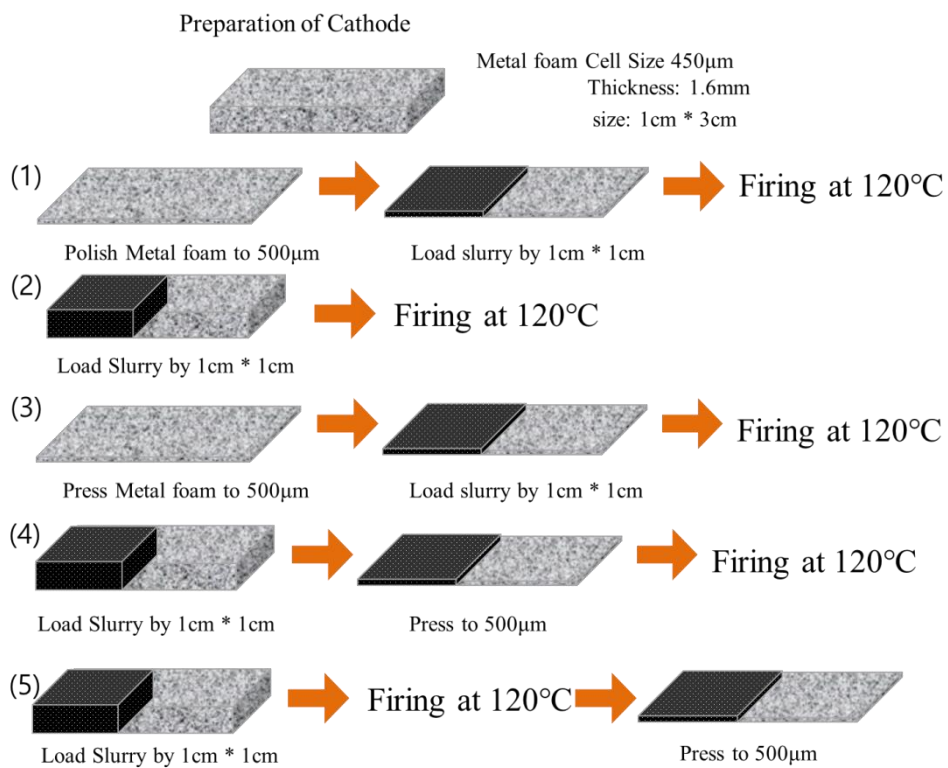 Preparation of Cathode
Metal foam Cell Size 450μm
Thickness: 1.6mm
size: 1cm * 3cm
(1)
Firing at 120℃
Polish Metal foam to 500μm
Load slurry by 1cm * 1cm
(2)
Firing at 120℃
Load Slurry by 1cm * 1cm
(3)
Firing at 120℃
Press Metal foam to 500μm
Load slurry by 1cm * 1cm
(4)
Firing at 120℃
Load Slurry by 1cm * 1cm
Press to 500μm
(5)
Firing at 120℃
Load Slurry by 1cm * 1cm
Press to 500μm